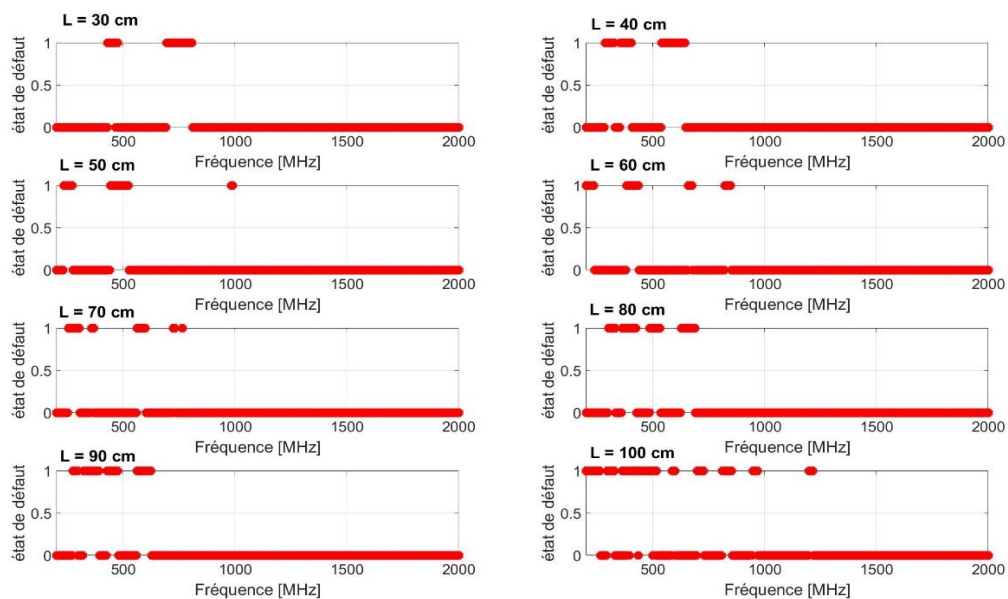 L = 30 cm
état de défaut
1
0.5
0
500
1000
1500
2000
Fréquence [MHz]
L = 40 cm
état de défaut
1
0.5
0
500
1000
1500
2000
Fréquence [MHz]
L = 50 cm
état de défaut
1
0.5
0
500
1000
1500
2000
Fréquence [MHz]
L = 60 cm
état de défaut
1
0.5
0
500
1000
1500
2000
Fréquence [MHz]
L = 70 cm
état de défaut
1
0.5
0
500
1000
1500
2000
Fréquence [MHz]
L = 80 cm
état de défaut
1
0.5
0
500
1000
1500
2000
Fréquence [MHz]
L = 90 cm
état de défaut
1
0.5
0
500
1000
1500
2000
Fréquence [MHz]
L = 100 cm
état de défaut
1
0.5
0
500
1000
1500
2000
Fréquence [MHz]